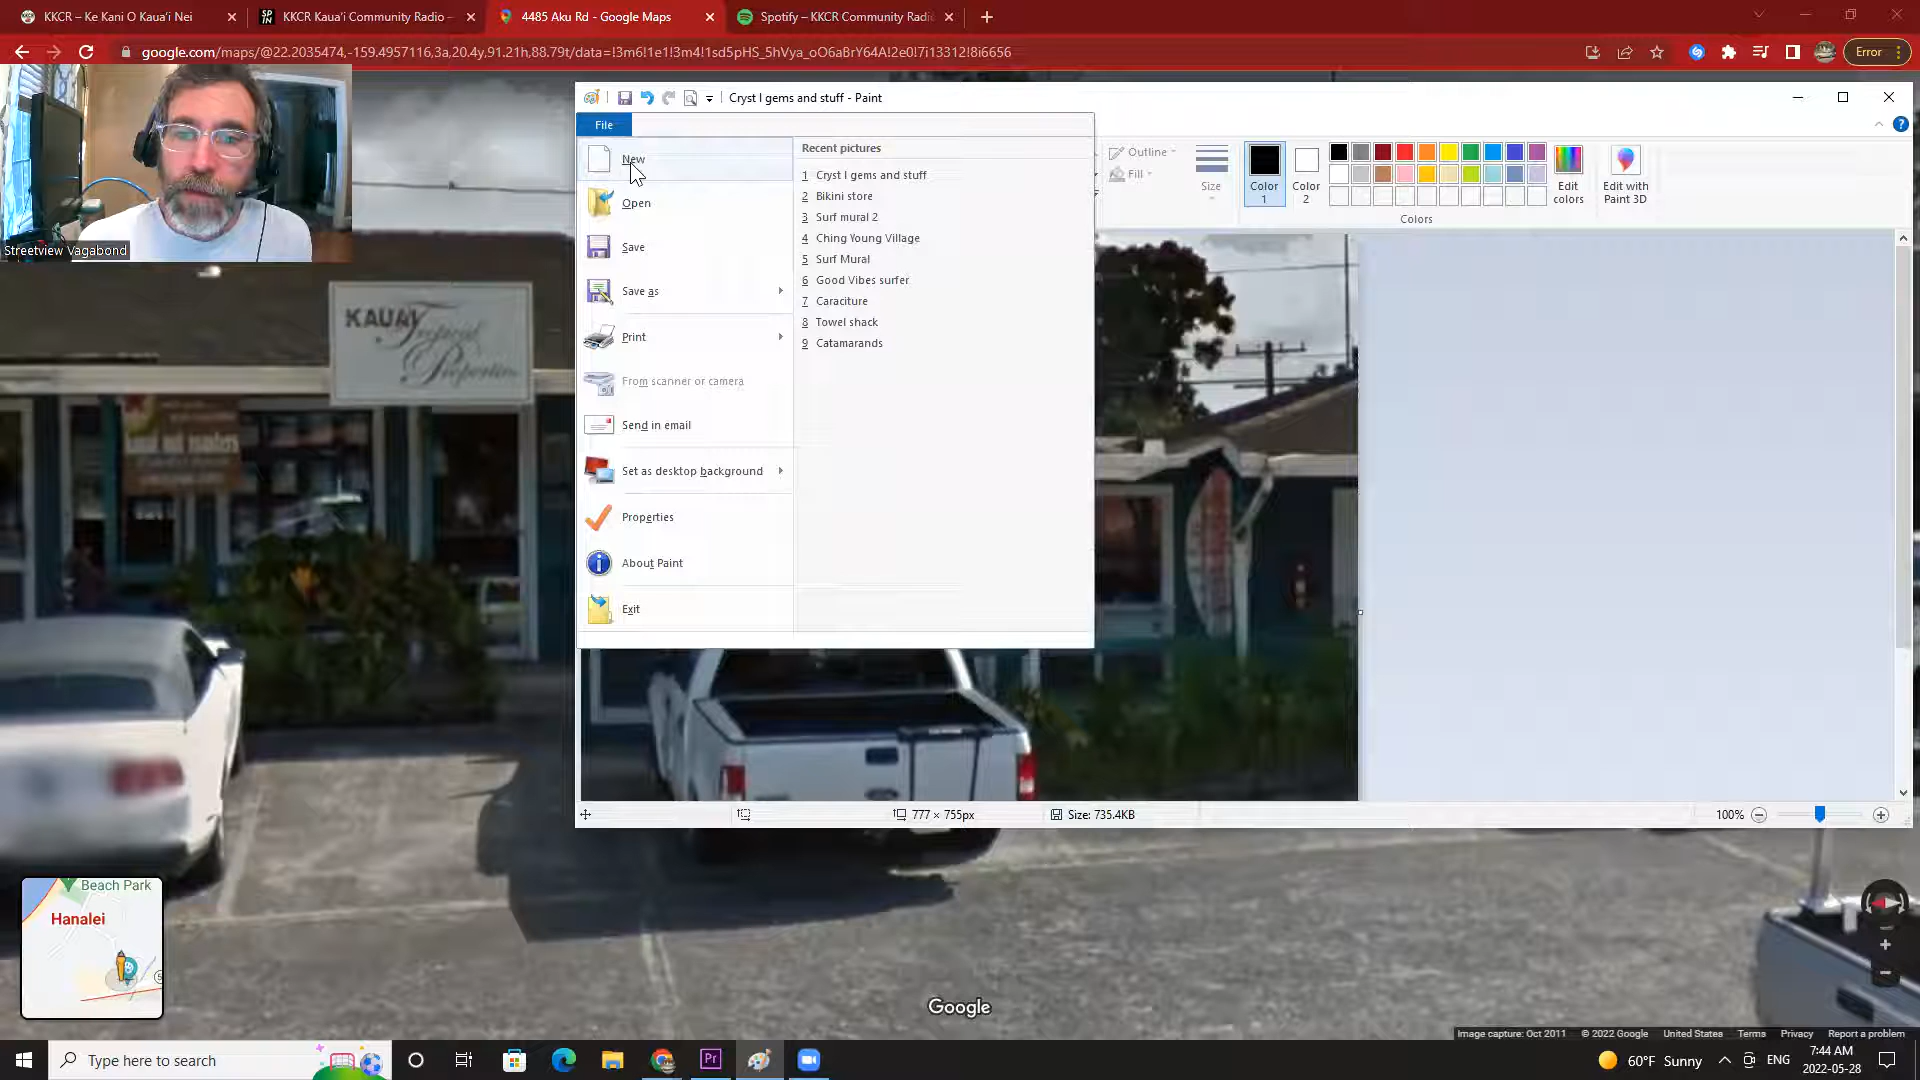 KKCR – Ke Kani O Kaua'i Nei
KKCR Kaua'i Community Radio –
4485 Aku Rd - Google Maps
Spotify – KKCR Community Radio
google.com/maps/@22.2035474,-159.4957116,3a,20.4y,91.21h,88.79t/data=!3m6!1e1!3m4!1sd5pHS_5hVya_oO6aBrY64A!2e0!7i13312!8i6656
Error
Streetview Vagabond
Cryst l gems and stuff - Paint
File
New
Open
Save
Save as
Print
From scanner or camera
Send in email
Set as desktop background
Properties
About Paint
Exit
Recent pictures
1 Cryst l gems and stuff
2 Bikini store
3 Surf mural 2
4 Ching Young Village
5 Surf Mural
6 Good Vibes surfer
7 Caraciture
8 Towel shack
9 Catamarands
Outline
Fill
Size
Color 1
Color 2
Edit colors
Edit with Paint 3D
Colors
KAUAI
Tropical
Properties
777 × 755px
Size: 735.4KB
100%
Beach Park
Hanalei
Google
Image capture: Oct 2011 © 2022 Google United States Terms Privacy Report a problem
Type here to search
60°F Sunny
ENG
7:44 AM
2022-05-28